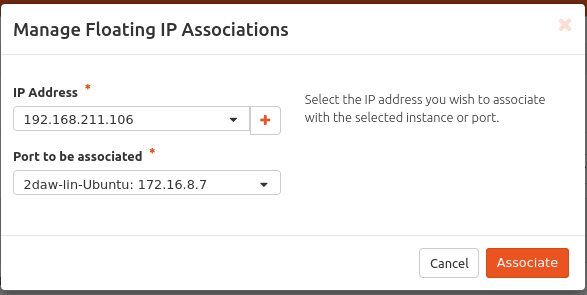 Manage Floating IP Associations
×
IP Address *
192.168.211.106
+
Select the IP address you wish to associate
with the selected instance or port.
Port to be associated *
2daw-lin-Ubuntu: 172.16.8.7
Cancel
Associate